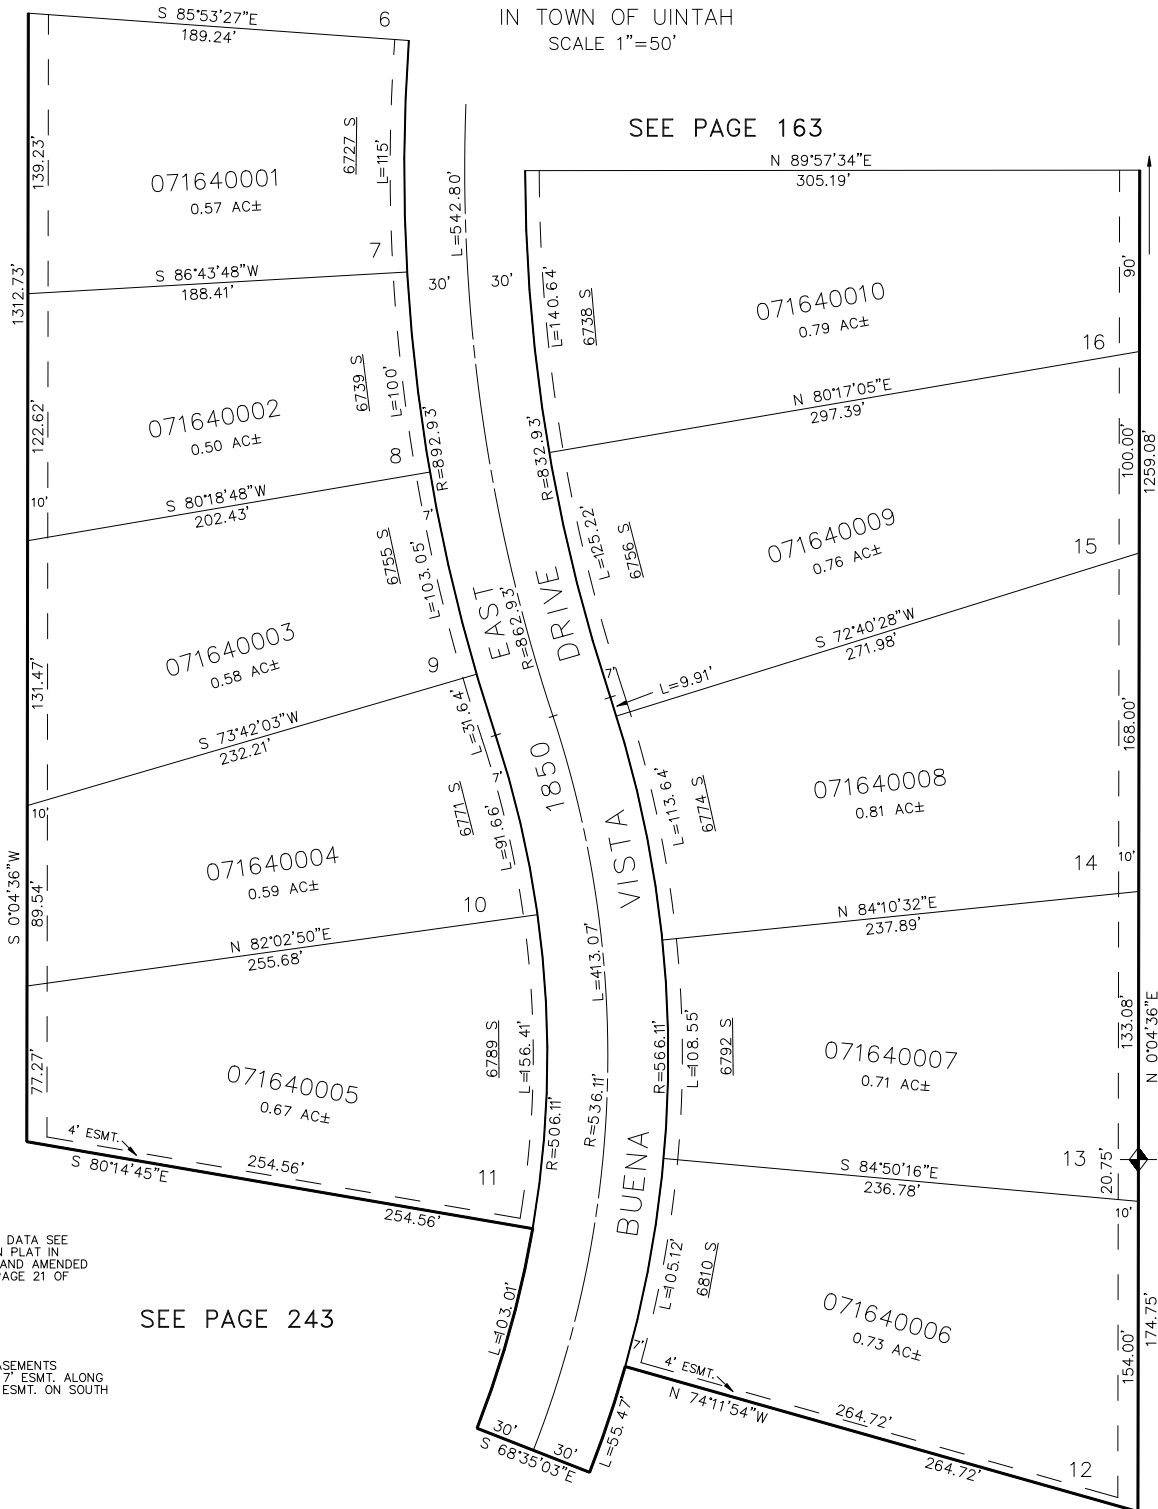 IN TOWN OF UINTAH
SCALE 1"=50'
SEE PAGE 163
S 85°53'27"E
189.24'
6
139.23'
071640001
0.57 AC±
6727 S
L=115'
7
S 86°43'48"W
188.41'
1312.73'
122.62'
071640002
0.50 AC±
6739 S
L=100'
8
10'
S 80°18'48"W
202.43'
7'
131.47'
071640003
0.58 AC±
6755 S
L=103.05'
9
S 73°42'03"W
232.21'
10'
L=31.64'
7'
S 0°04'36"W
89.54'
071640004
0.59 AC±
6771 S
L=91.66'
10
N 82°02'50"E
255.68'
77.27'
071640005
0.67 AC±
6789 S
L=156.41'
4' ESMT.
S 80°14'45"E
254.56'
11
254.56'
L=542.80'
30'
30'
R=892.93'
R=832.93'
EAST
R=862.93'
DRIVE
1850
VISTA
L=413.07'
R=566.11'
R=536.11'
R=506.11'
BUENA
L=103.01'
30'
30'
S 68°35'03"E
L=55.47'
N 89°57'34"E
305.19'
90'
L=140.64'
6738 S
071640010
0.79 AC±
16
N 80°17'05"E
297.39'
100.00'
1259.08'
L=125.22'
6756 S
071640009
0.76 AC±
15
7'
L=9.91'
S 72°40'28"W
271.98'
168.00'
L=113.64'
6774 S
071640008
0.81 AC±
14
10'
N 84°10'32"E
237.89'
133.08'
N 0°04'36"E
L=108.55'
6792 S
071640007
0.71 AC±
13
20.75'
S 84°50'16"E
236.78'
10'
L=105.12'
6810 S
071640006
0.73 AC±
174.75'
154.00'
7'
4' ESMT.
N 74°11'54"W
264.72'
264.72'
12
DATA SEE
PLAT IN
AND AMENDED
PAGE 21 OF
SEE PAGE 243
ASEMENTS
7' ESMT. ALONG
ESMT. ON SOUTH